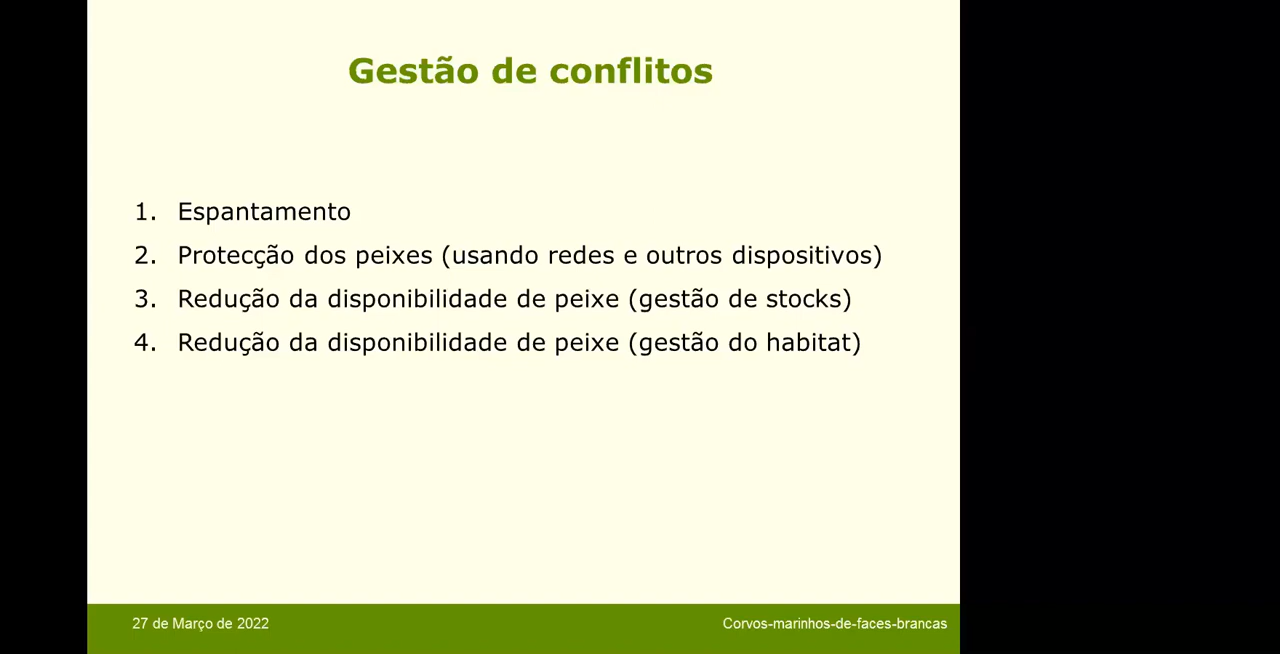 Gestão de conflitos
1. Espantamento
2. Protecção dos peixes (usando redes e outros dispositivos)
3. Redução da disponibilidade de peixe (gestão de stocks)
4. Redução da disponibilidade de peixe (gestão do habitat)
27 de Março de 2022
Corvos-marinhos-de-faces-brancas